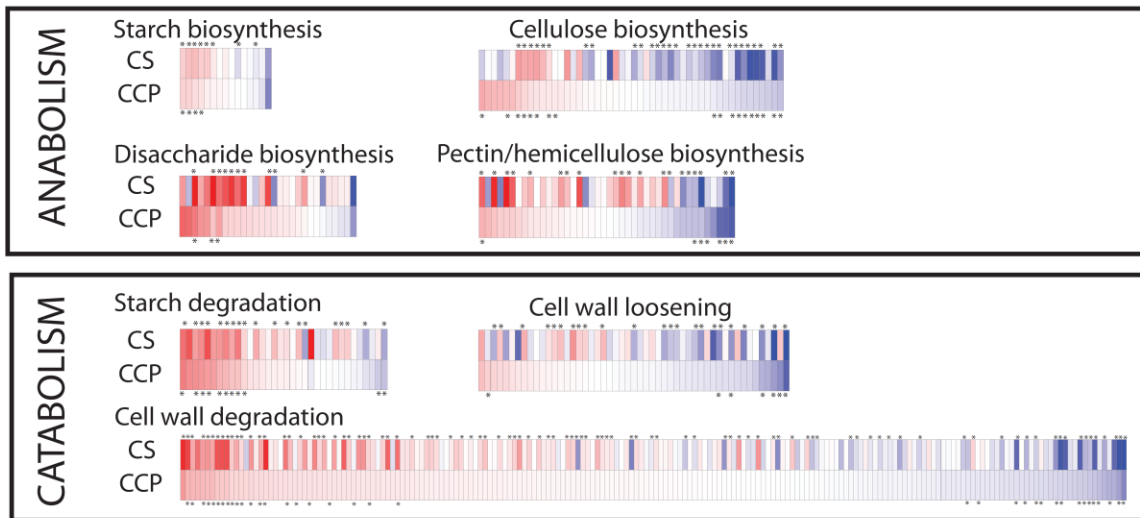 ANABOLISM
Starch biosynthesis
CS
CCP
Cellulose biosynthesis
Disaccharide biosynthesis
CS
CCP
Pectin/hemicellulose biosynthesis
CATABOLISM
Starch degradation
CS
CCP
Cell wall loosening
Cell wall degradation
CS
CCP